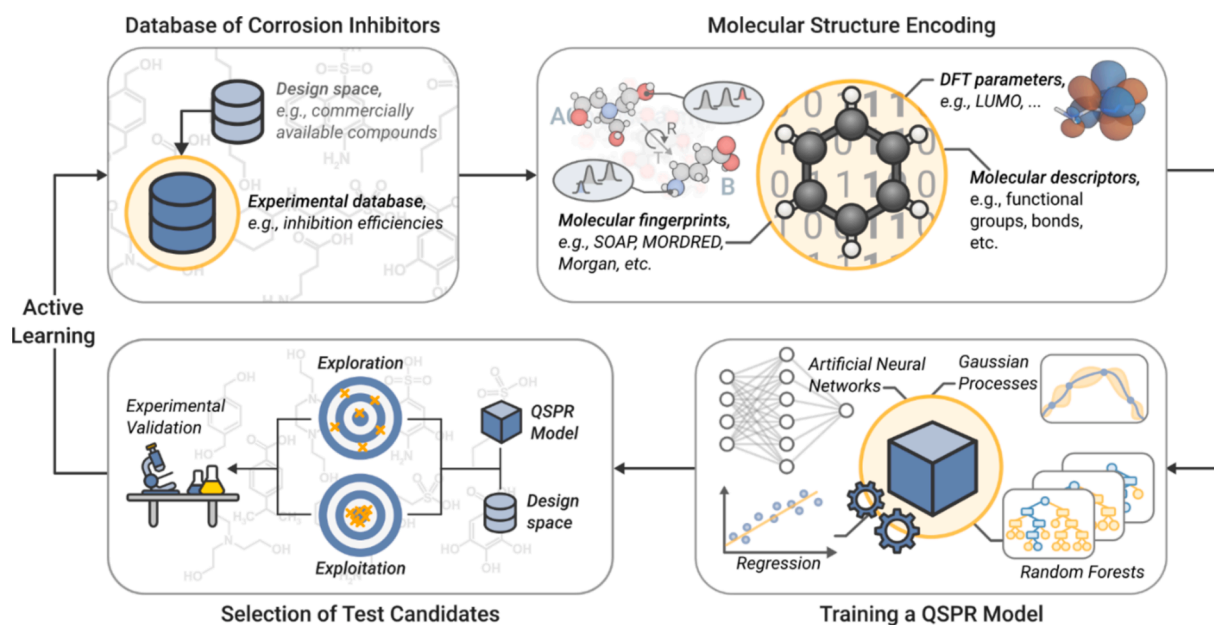 Database of Corrosion Inhibitors
Design space,
e.g., commercially
available compounds
Experimental database,
e.g., inhibition efficiencies
Molecular Structure Encoding
A
R
T
B
DFT parameters,
e.g., LUMO, ...
Molecular descriptors,
e.g., functional
groups, bonds,
etc.
Molecular fingerprints,
e.g., SOAP, MORDRED,
Morgan, etc.
Active
Learning
Exploration
QSPR
Model
Experimental
Validation
Design
space
Exploitation
Selection of Test Candidates
Artificial Neural
Networks
Gaussian
Processes
Regression
Random Forests
Training a QSPR Model